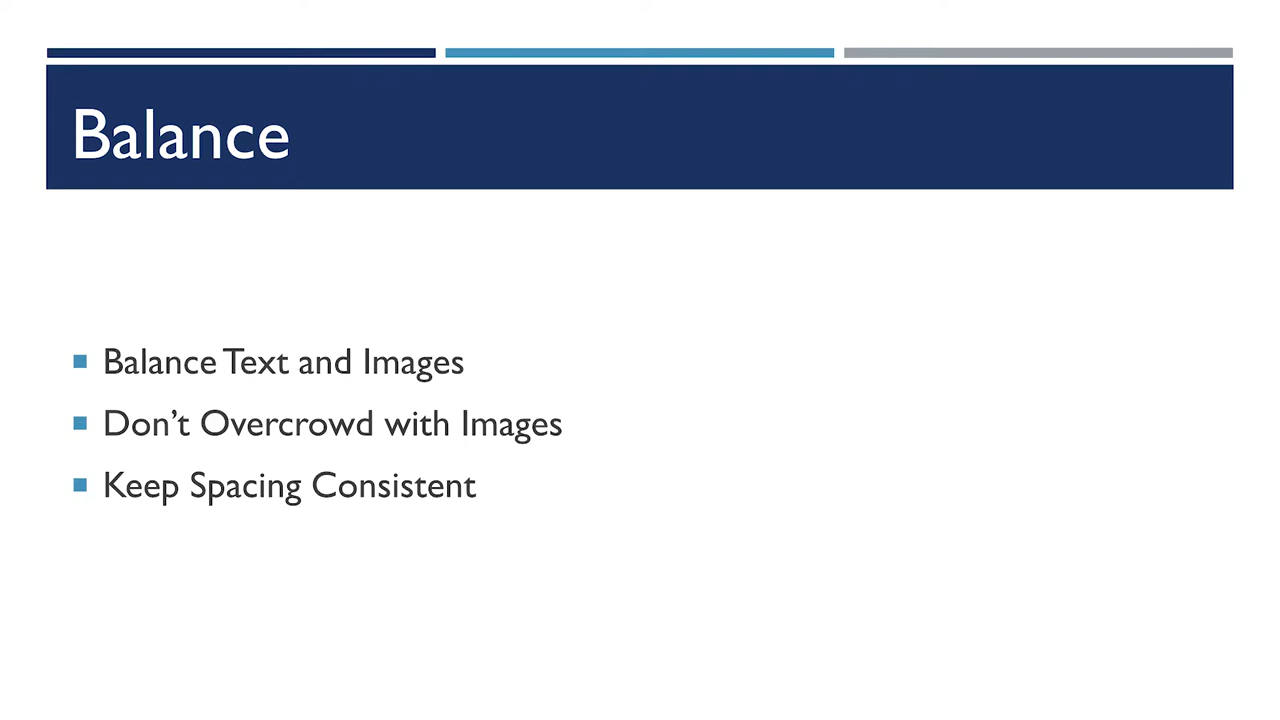 Balance
Balance Text and Images
Don’t Overcrowd with Images
Keep Spacing Consistent